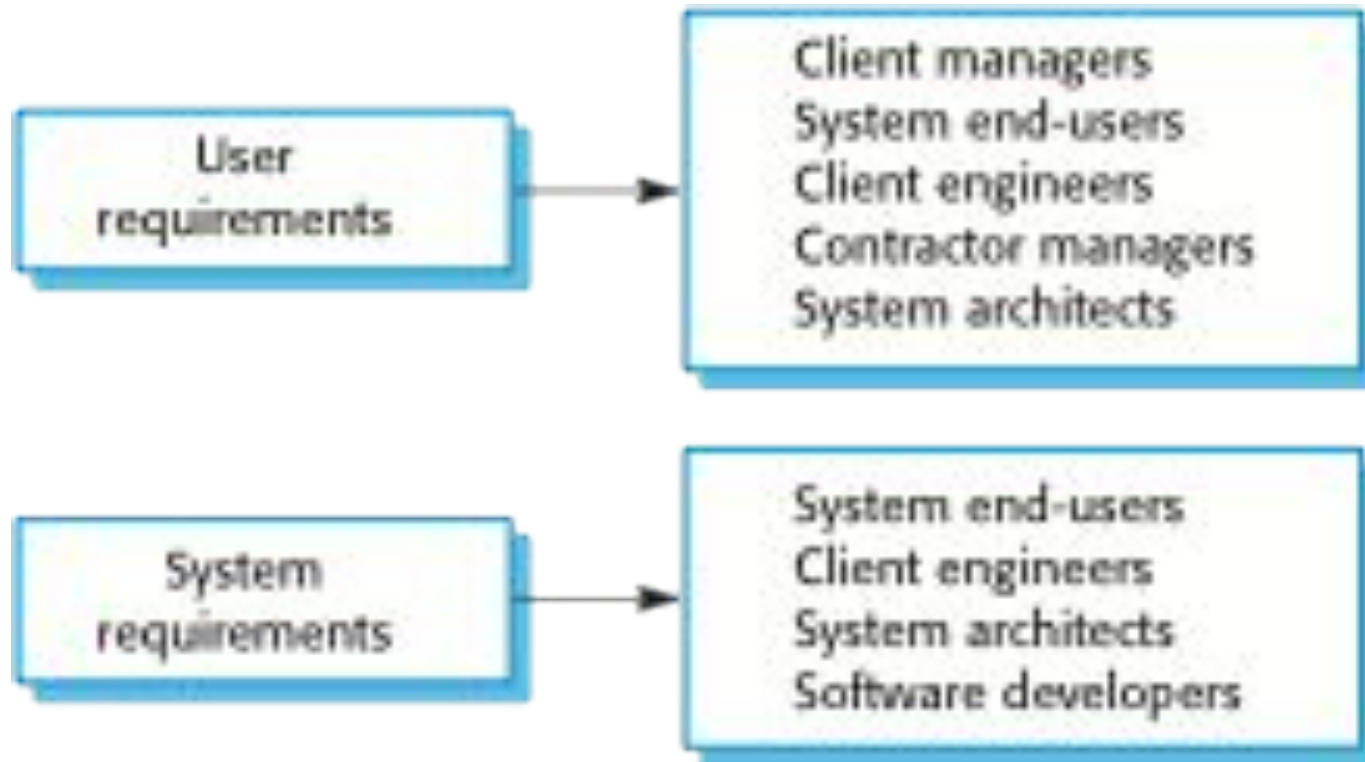 User
requirements
Client managers
System end-users
Client engineers
Contractor managers
System architects
System
requirements
System end-users
Client engineers
System architects
Software developers